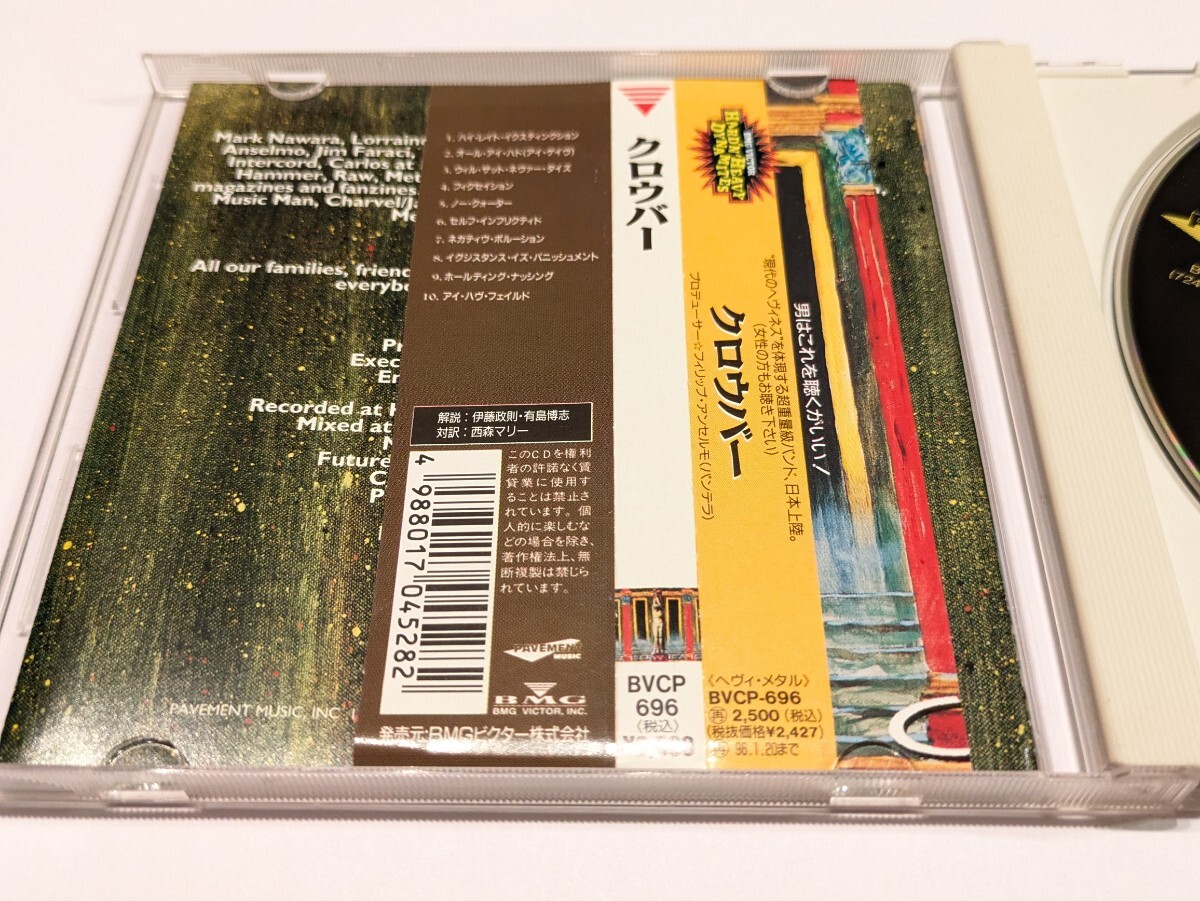 Mark Nawara, Lorrain
Anselmo, Jim Faraci,
Intercord, Carlos at
Hammer, Raw, Met
magazines and fanzines,
Music Man, Charvel/Ja
Me
All our families, frienc
everybo
Pr
Exec
En
Recorded at
Mixed at
Future
C
P
PAVEMENT MUSIC, INC
1. ハイ・レイト・イクスティンクション
2. オール・アイ・ハド(アイ・ゲイヴ)
3. ウィル・ザット・ネヴァー・ダイズ
4. フィクセイション
5. ノー・クォーター
6. セルフ・インフリクティド
7. ネガティヴ・ポルーション
8. イグジスタンス・イズ・パニッシュメント
9. ホールディング・ナッシング
10. アイ・ハヴ・フェイルド
解説：伊藤政則・有島博志
対訳：西森マリー
このCDを権利
者の許諾なく賃
貸業に使用す
ることは禁止さ
れています。個
人的に楽しむな
どの場合を除き、
著作権法上、無
断複製は禁じら
れています。
4 988017 045282
PAVEMENT
MUSIC
BMG
BMG VICTOR, INC.
発売元:BMGビクター株式会社
クロウバー
BVCP
696
(税込)
HARD'N'HEAVY
DYNAMITES
男はこれを聴くがいい!
"現代のヘヴィネス"を体現する超重量級バンド、日本上陸。
(女性の方もお聴き下さい)
クロウバー
プロデューサー☆フィリップ・アンセルモ(パンテラ)
《ヘヴィ・メタル》
BVCP-696
再 2,500 (税込)
(税抜価格¥2,427)
再 96.1.20まで